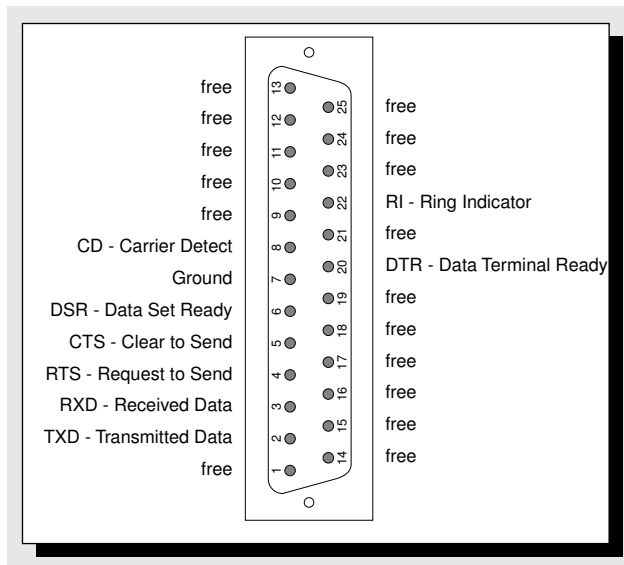 free
13
25
free
free
12
24
free
free
11
23
free
free
10
22
RI - Ring Indicator
free
9
21
free
CD - Carrier Detect
8
20
DTR - Data Terminal Ready
Ground
7
19
free
DSR - Data Set Ready
6
18
free
CTS - Clear to Send
5
17
free
RTS - Request to Send
4
16
free
RXD - Received Data
3
15
free
TXD - Transmitted Data
2
14
free
free
1